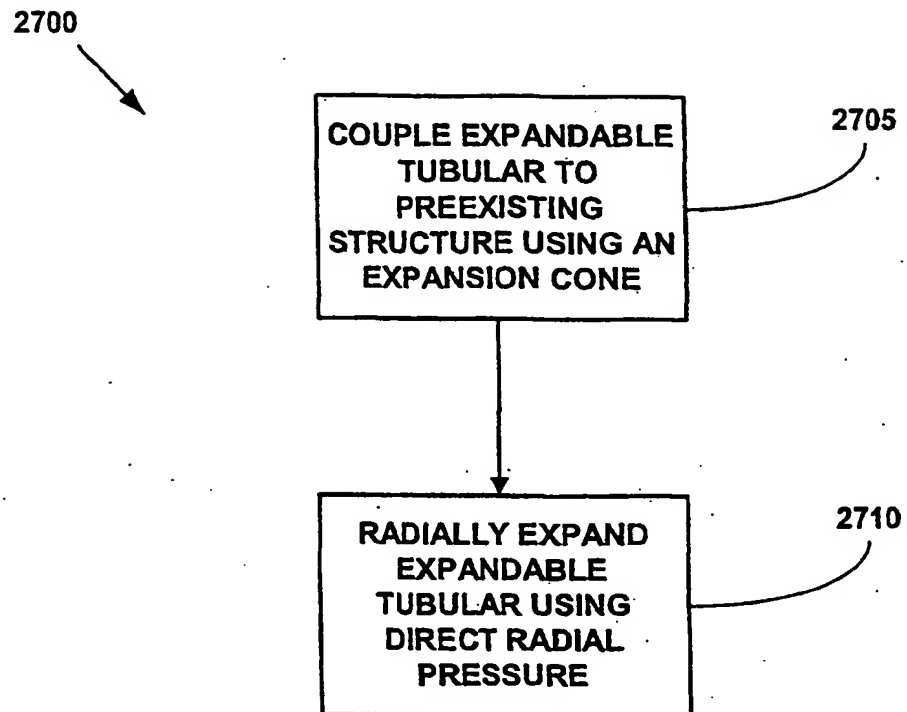 2700
COUPLE EXPANDABLE
TUBULAR TO
PREEXISTING
STRUCTURE USING AN
EXPANSION CONE
2705
RADIALLY EXPAND
EXPANDABLE
TUBULAR USING
DIRECT RADIAL
PRESSURE
2710